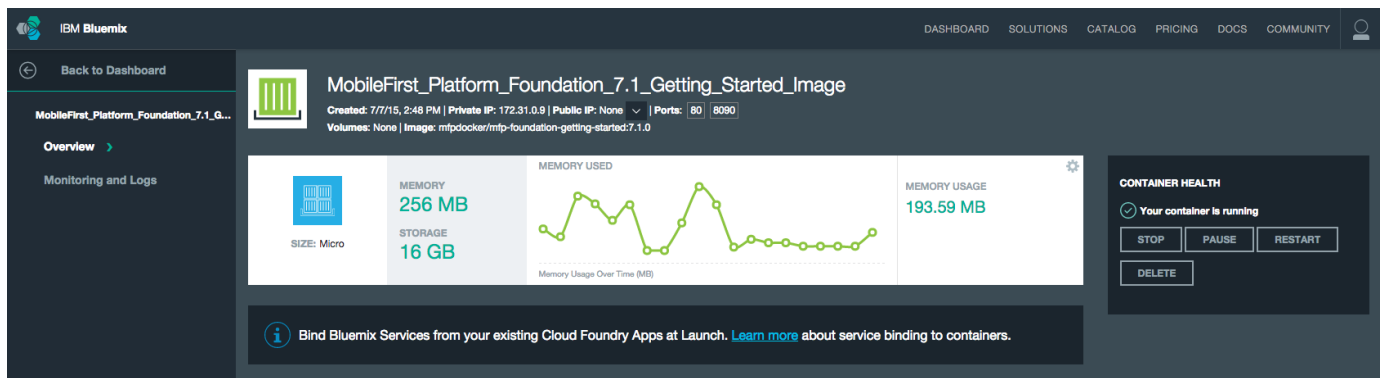 IBM Bluemix
DASHBOARD SOLUTIONS CATALOG PRICING DOCS COMMUNITY
Back to Dashboard
MobileFirst_Platform_Foundation_7.1_G...
Overview
Monitoring and Logs
MobileFirst_Platform_Foundation_7.1_Getting_Started_Image
Created: 7/7/15, 2:48 PM | Private IP: 172.31.0.9 | Public IP: None | Ports: 80 8090
Volumes: None | Image: mfpdocker/mfp-foundation-getting-started:7.1.0
SIZE: Micro
MEMORY
256 MB
STORAGE
16 GB
MEMORY USED
Memory Usage Over Time (MB)
MEMORY USAGE
193.59 MB
CONTAINER HEALTH
Your container is running
STOP PAUSE RESTART
DELETE
Bind Bluemix Services from your existing Cloud Foundry Apps at Launch. Learn more about service binding to containers.